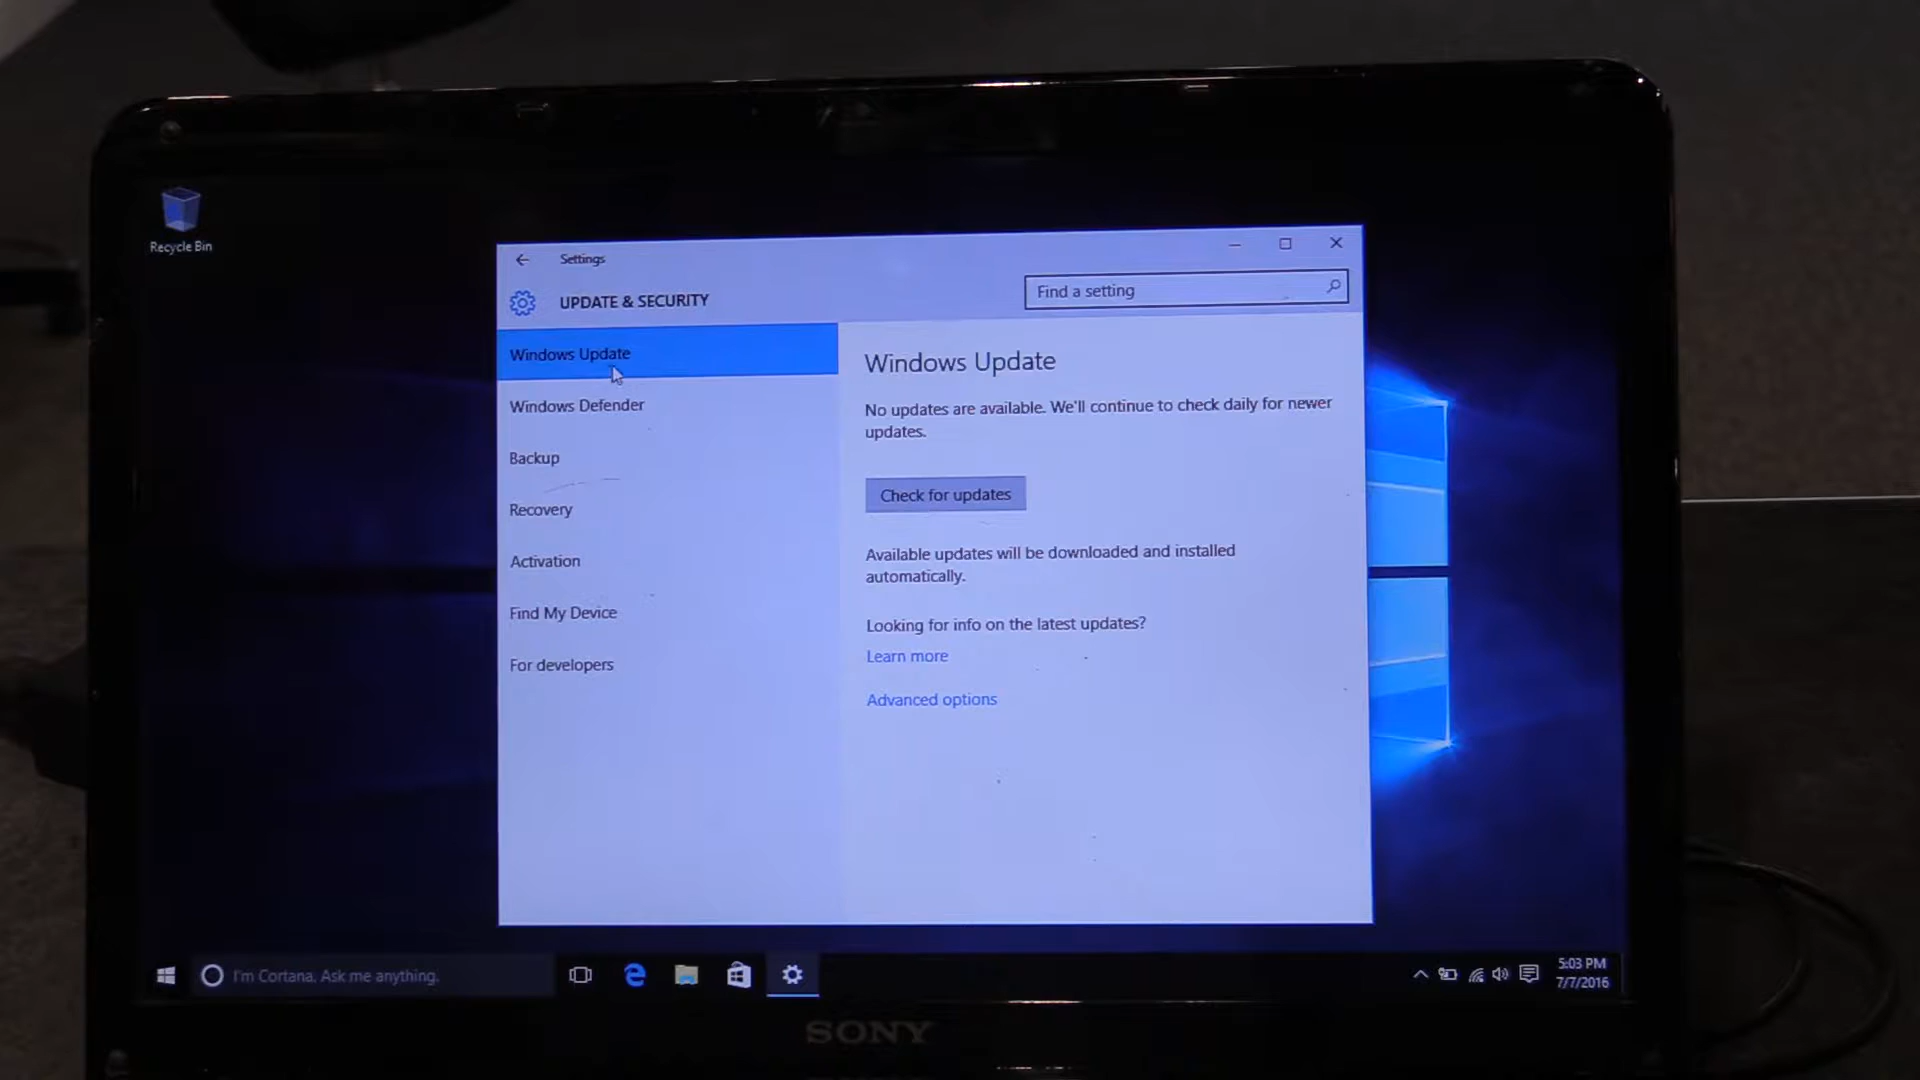 Recycle Bin
Settings
UPDATE & SECURITY
Find a setting
Windows Update
Windows Defender
Backup
Recovery
Activation
Find My Device
For developers
Windows Update
No updates are available. We'll continue to check daily for newer
updates.
Check for updates
Available updates will be downloaded and installed
automatically.
Looking for info on the latest updates?
Learn more
Advanced options
I'm Cortana. Ask me anything.
5:03 PM
7/7/2016
SONY